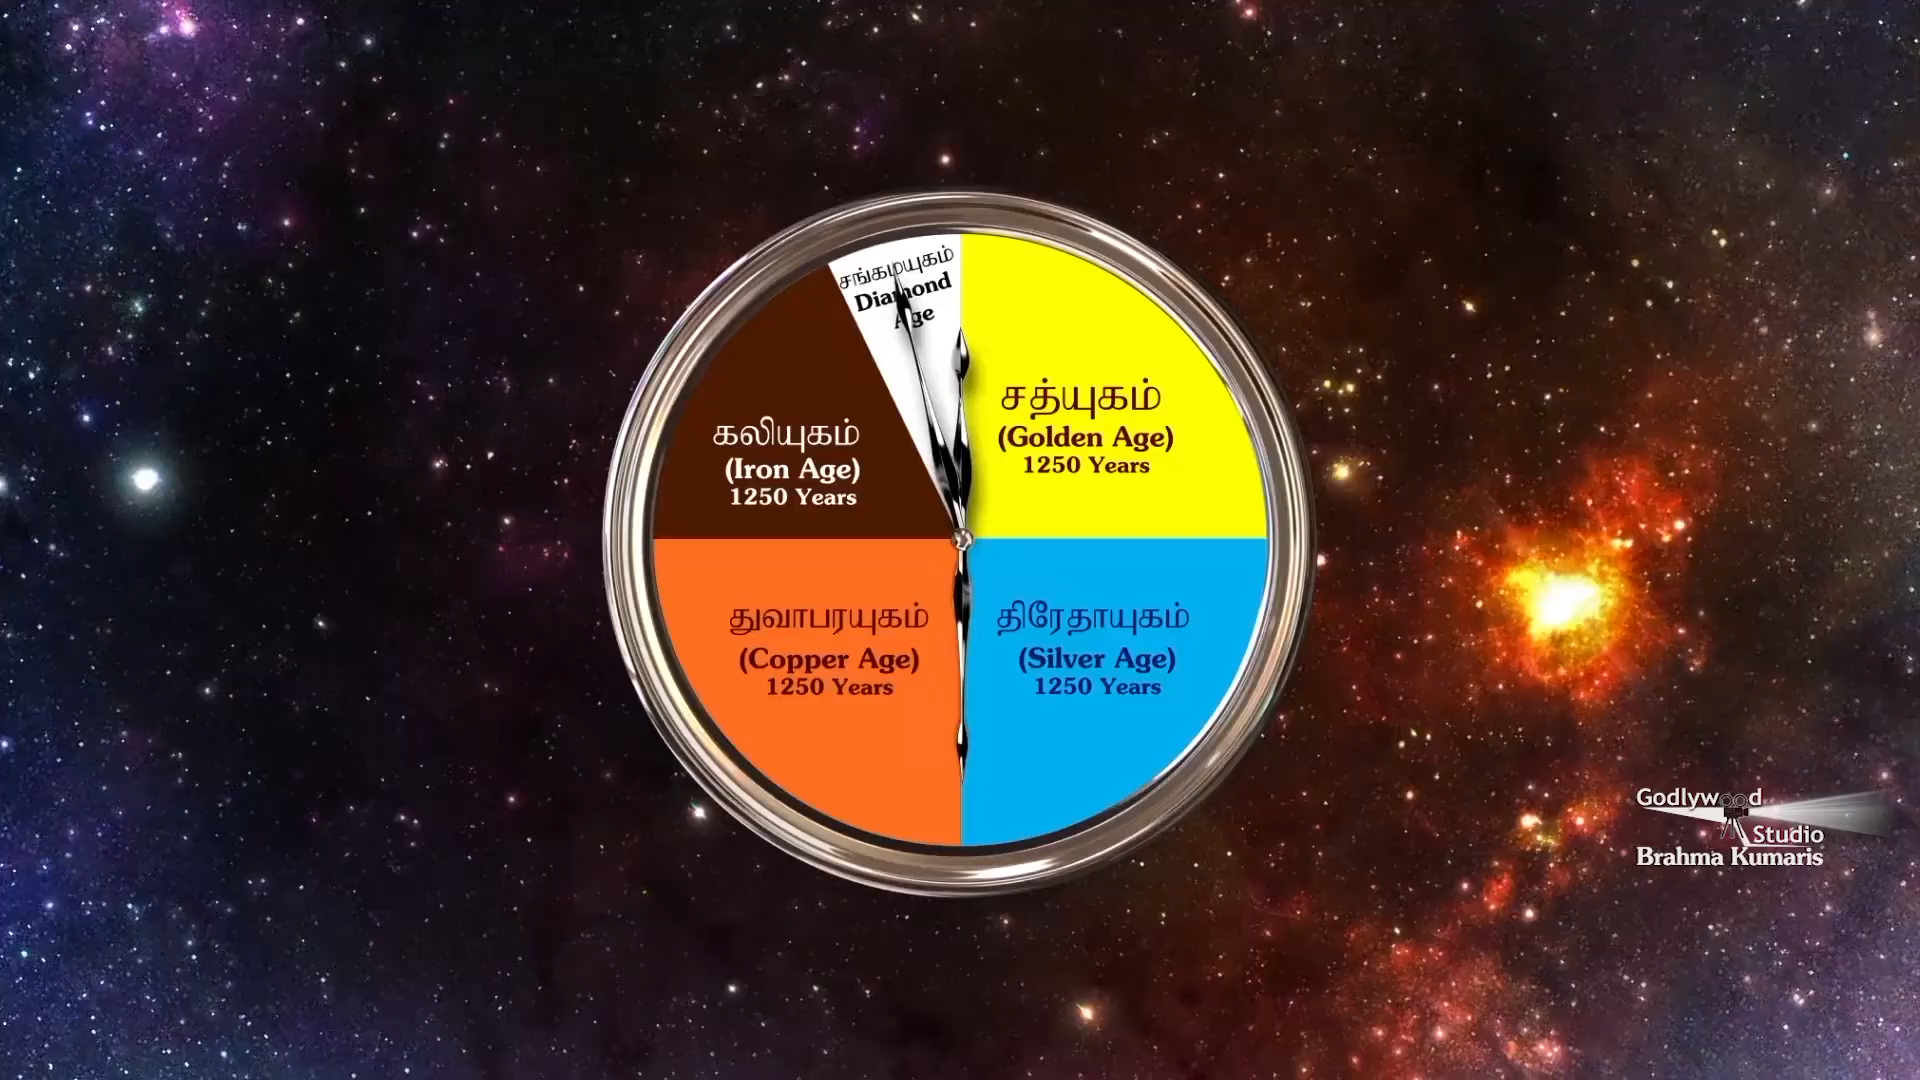 சங்கமயுகம்
Diamond
Age
சத்யுகம்
(Golden Age)
1250 Years
கலியுகம்
(Iron Age)
1250 Years
துவாபரயுகம்
(Copper Age)
1250 Years
திரேதாயுகம்
(Silver Age)
1250 Years
Godlywood
Studio
Brahma Kumaris